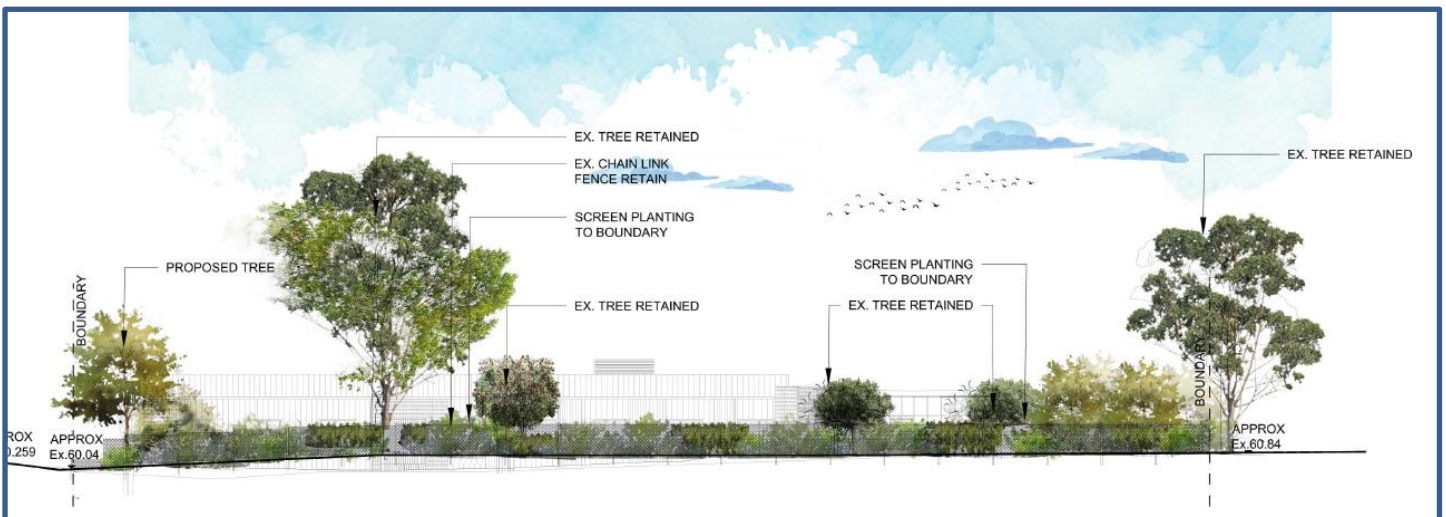 EX. TREE RETAINED
EX. CHAIN LINK
FENCE RETAIN
SCREEN PLANTING
TO BOUNDARY
EX. TREE RETAINED
PROPOSED TREE
BOUNDARY
EX. TREE RETAINED
SCREEN PLANTING
TO BOUNDARY
EX. TREE RETAINED
BOUNDARY
ROX
0.259
APPROX
Ex.60.04
APPROX
Ex.60.84